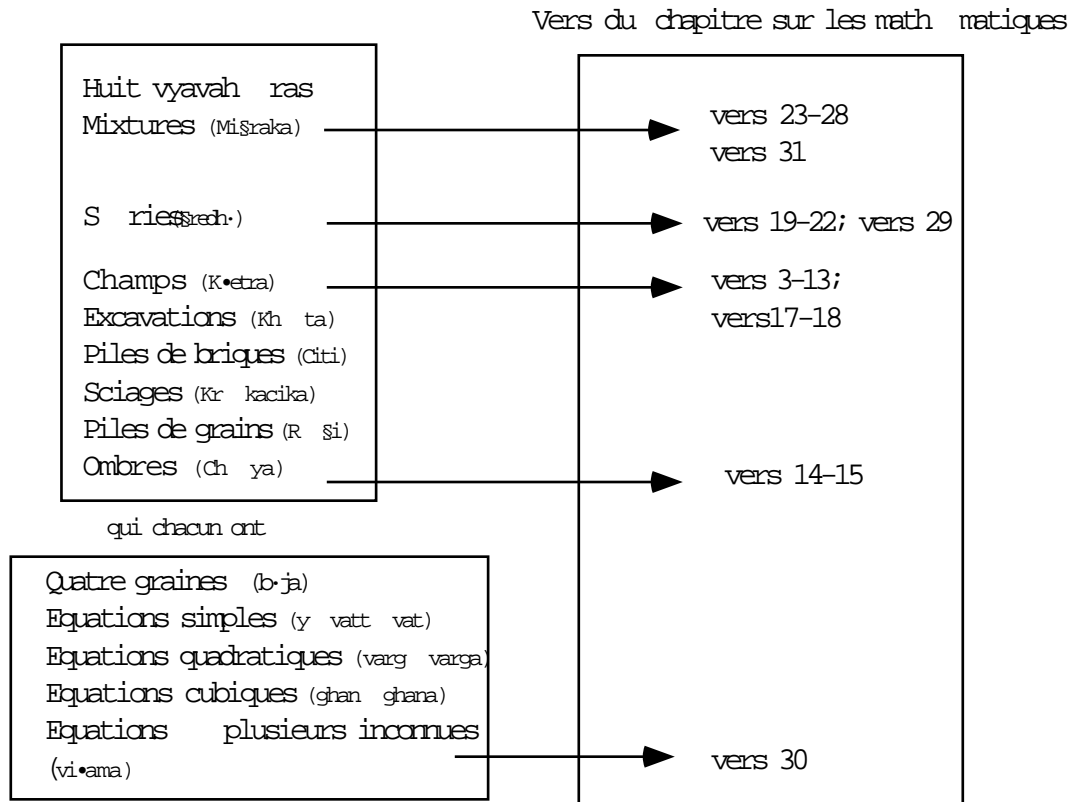 Vers du chapitre sur les math matiques
Huit vyavah ras
Mixtures (Mi§raka)
vers 23-28
vers 31
S ries(§redh·)
vers 19-22; vers 29
Champs (K•etra)
vers 3-13;
Excavations (Kh ta)
vers17-18
Piles de briques (Citi)
Sciages (Kr kacika)
Piles de grains (R §i)
Ombres (Ch ya)
vers 14-15
qui chacun ont
Quatre graines (b·ja)
Equations simples (y vatt vat)
Equations quadratiques (varg varga)
Equations cubiques (ghan ghana)
Equations plusieurs inconnues
(vi•ama)
vers 30